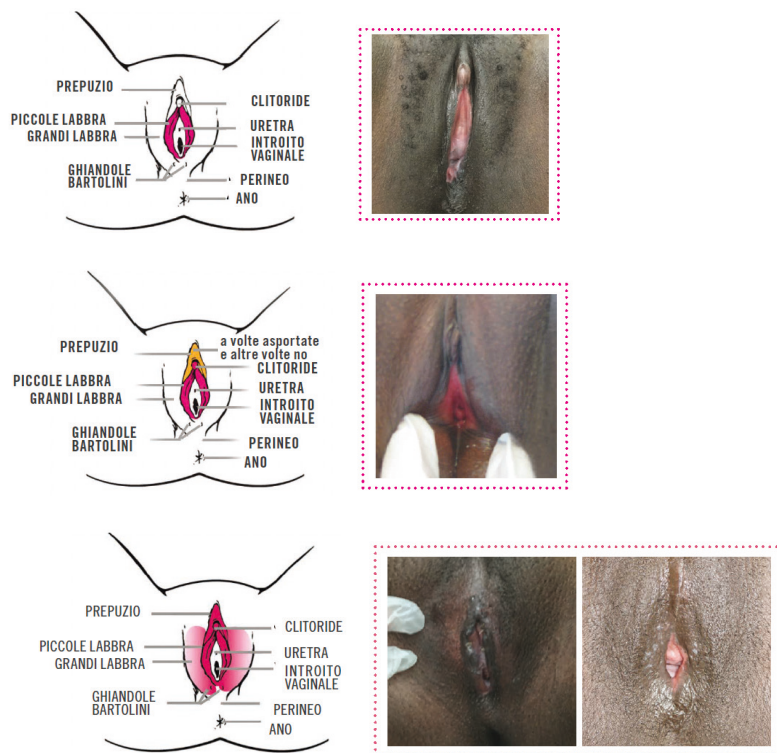 PREPUZIO
CLITORIDE
PICCOLE LABBRA
URETRA
GRANDI LABBRA
INTROITO
VAGINALE
GHIANDOLE
BARTOLINI
PERINEO
ANO
a volte asportate
e altre volte no
PREPUZIO
CLITORIDE
PICCOLE LABBRA
URETRA
GRANDI LABBRA
INTROITO
VAGINALE
GHIANDOLE
BARTOLINI
PERINEO
ANO
PREPUZIO
CLITORIDE
PICCOLE LABBRA
URETRA
GRANDI LABBRA
INTROITO
VAGINALE
GHIANDOLE
BARTOLINI
PERINEO
ANO